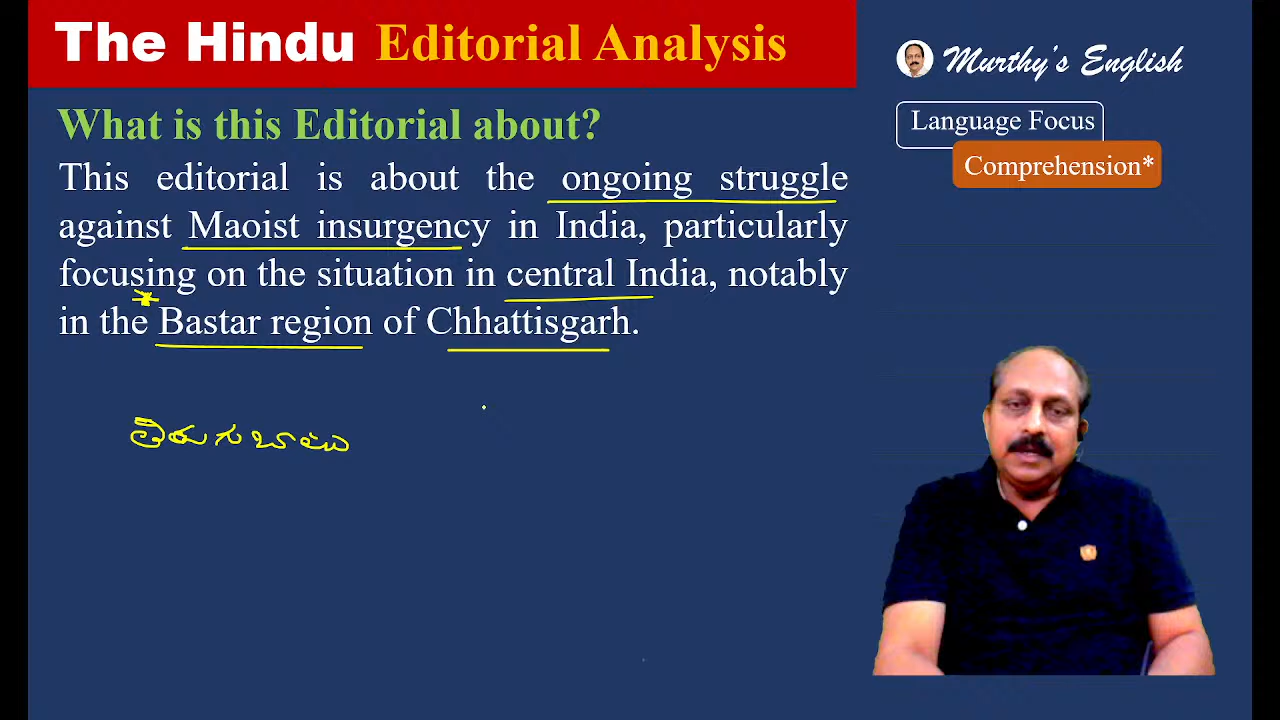 The Hindu Editorial Analysis
Murthy's English
Language Focus
Comprehension*
What is this Editorial about?
This editorial is about the ongoing struggle
against Maoist insurgency in India, particularly
focusing on the situation in central India, notably
in the Bastar region of Chhattisgarh.
తిరుగుబాటు